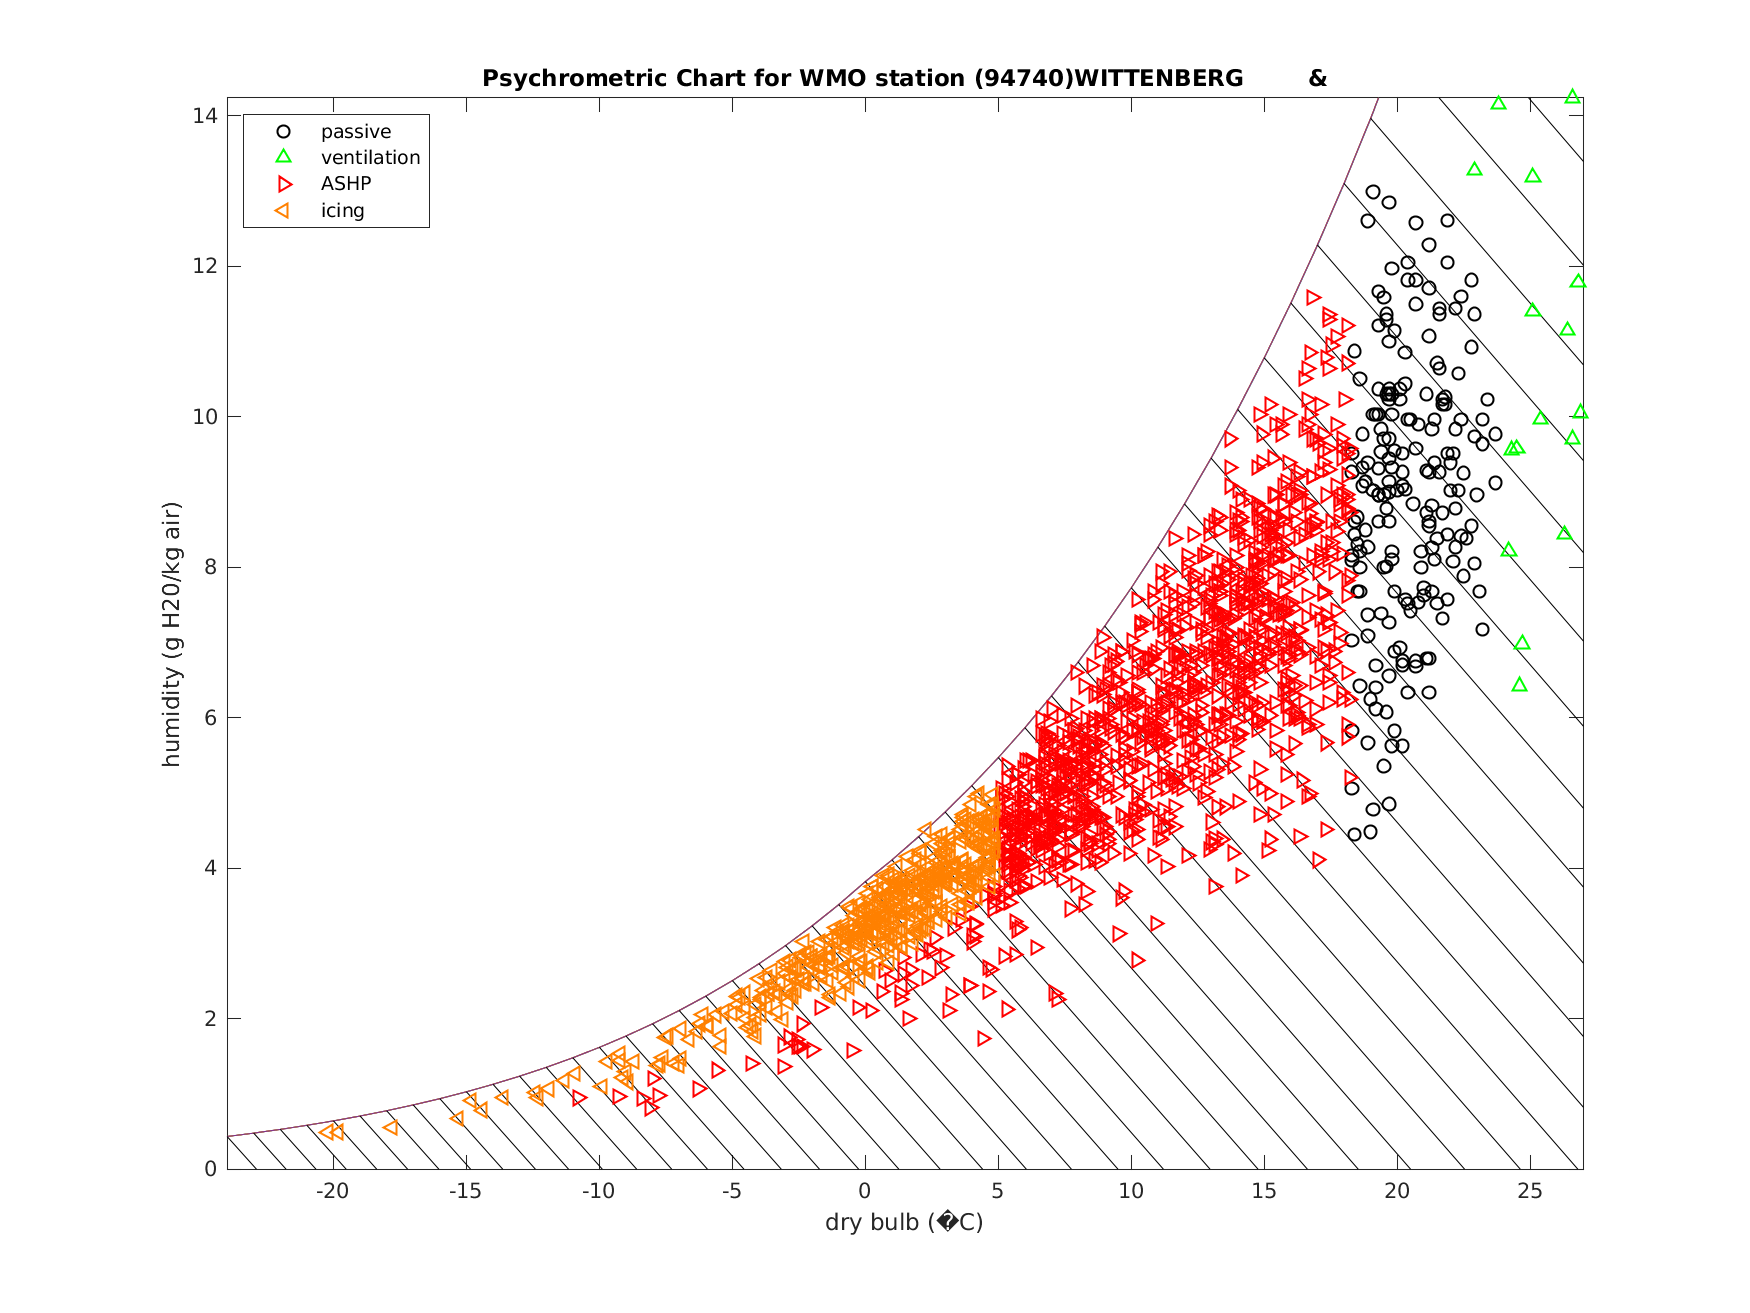 Psychrometric Chart for WMO station (94740)WITTENBERG &
passive
ventilation
ASHP
icing
humidity (g H20/kg air)
14
12
10
8
6
4
2
0
-20 -15 -10 -5 0 5 10 15 20 25
dry bulb (�C)